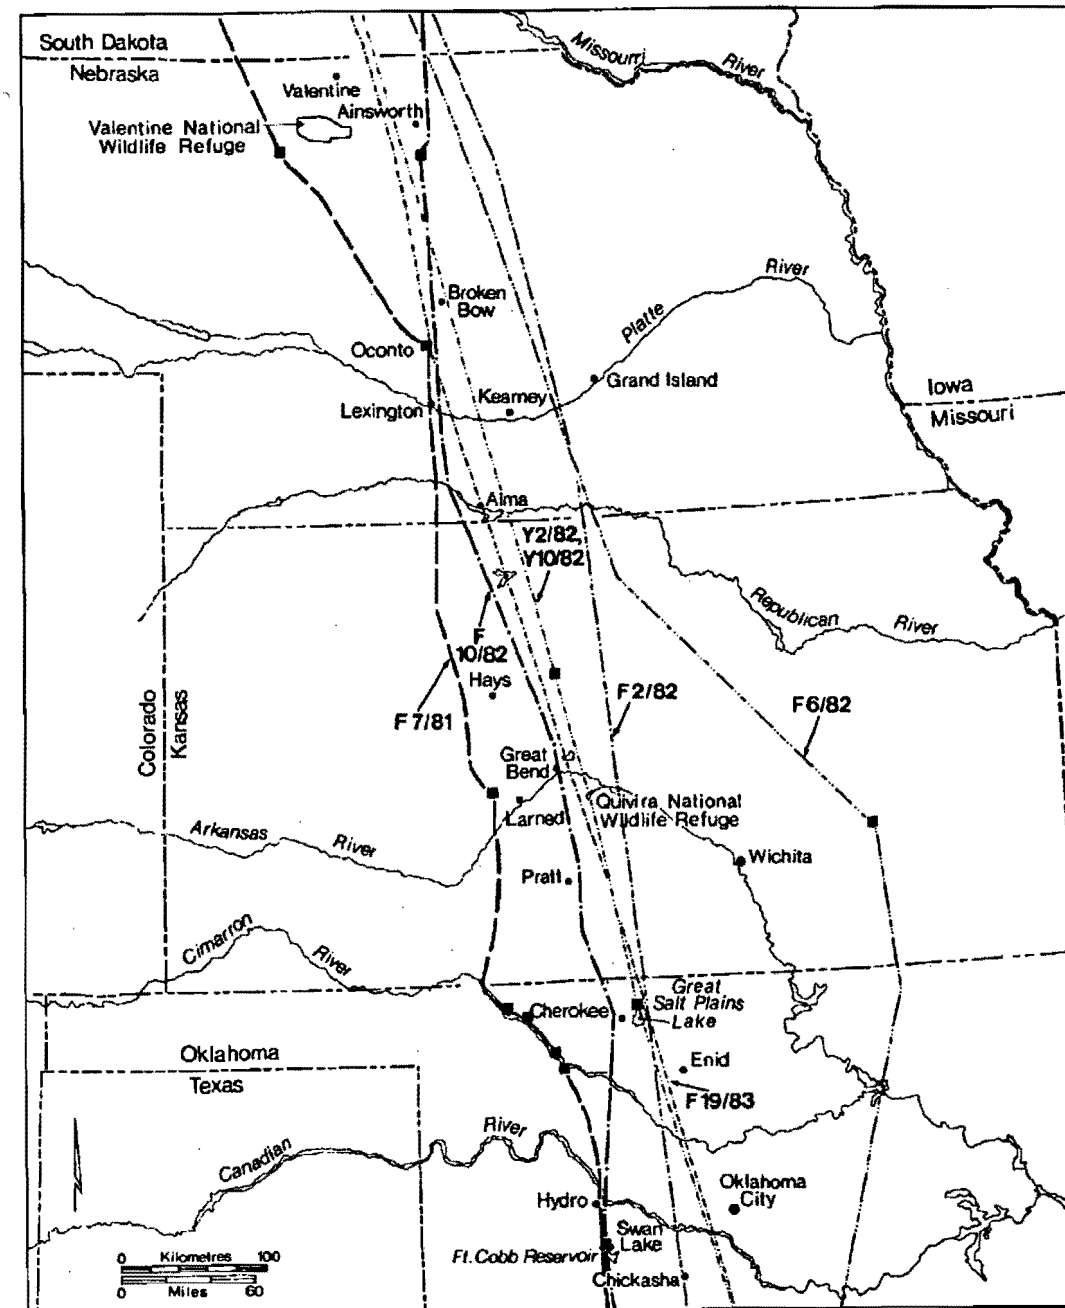 South Dakota
Nebraska
Missouri
River
Valentine
Ainsworth
Valentine National
Wildlife Refuge
River
Broken
Bow
Platte
Oconto
Grand Island
Kearney
Iowa
Lexington
Missouri
Alma
Y2/82,
Y10/82
Republican
River
F
10/82
Hays
F2/82
F6/82
F7/81
Colorado
Kansas
Great
Bend
Quivira National
Wildlife Refuge
Larned
Arkansas
River
Wichita
Pratt
Cimarron
River
Great
Salt Plains
Lake
Cherokee
Oklahoma
Texas
Enid
F19/83
River
Canadian
Oklahoma
City
Hydro
Swan
Lake
Ft. Cobb Reservoir
Chickasha
0 Kilometres 100
0 Miles 60